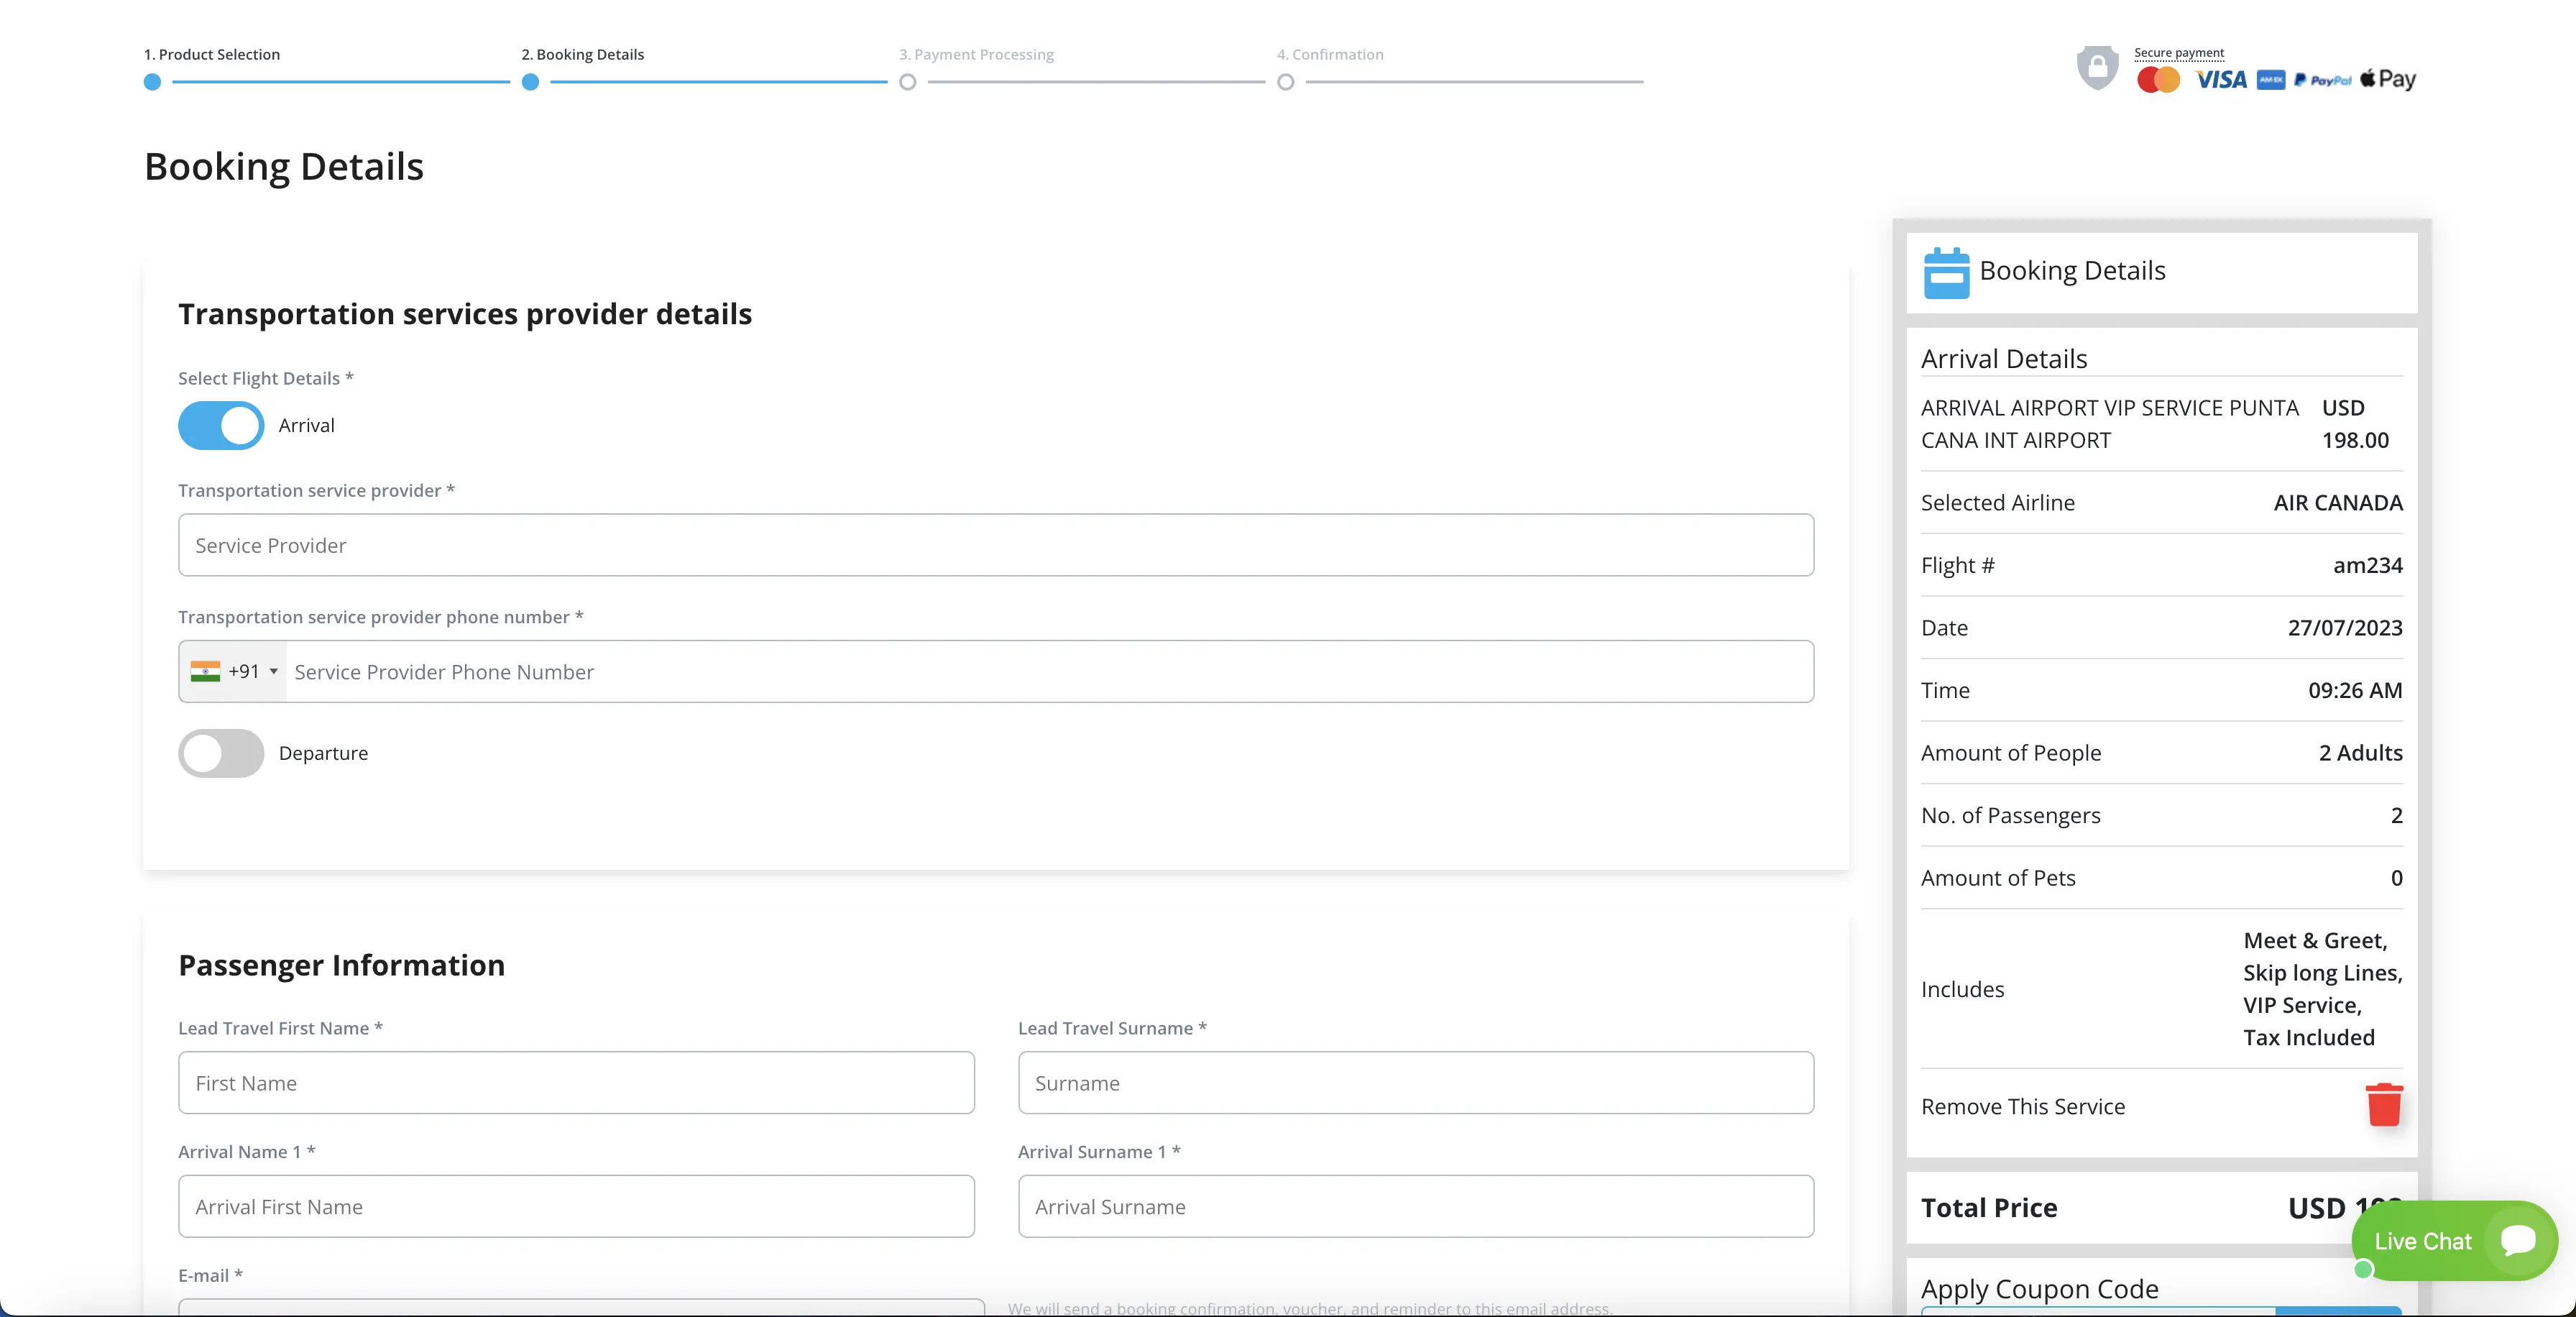 1. Product Selection
2. Booking Details
3. Payment Processing
4. Confirmation
Secure payment
VISA
AM EX
PayPal
Pay
Booking Details
Transportation services provider details
Select Flight Details *
Arrival
Transportation service provider *
Service Provider
Transportation service provider phone number *
+91
Service Provider Phone Number
Departure
Passenger Information
Lead Travel First Name *
Lead Travel Surname *
First Name
Surname
Arrival Name 1 *
Arrival Surname 1 *
Arrival First Name
Arrival Surname
E-mail *
We will send a booking confirmation, voucher, and reminder to this email address.
Booking Details
Arrival Details
ARRIVAL AIRPORT VIP SERVICE PUNTA
CANA INT AIRPORT
USD
198.00
Selected Airline
AIR CANADA
Flight #
am234
Date
27/07/2023
Time
09:26 AM
Amount of People
2 Adults
No. of Passengers
2
Amount of Pets
0
Includes
Meet & Greet,
Skip long Lines,
VIP Service,
Tax Included
Remove This Service
Total Price
USD
Live Chat
Apply Coupon Code